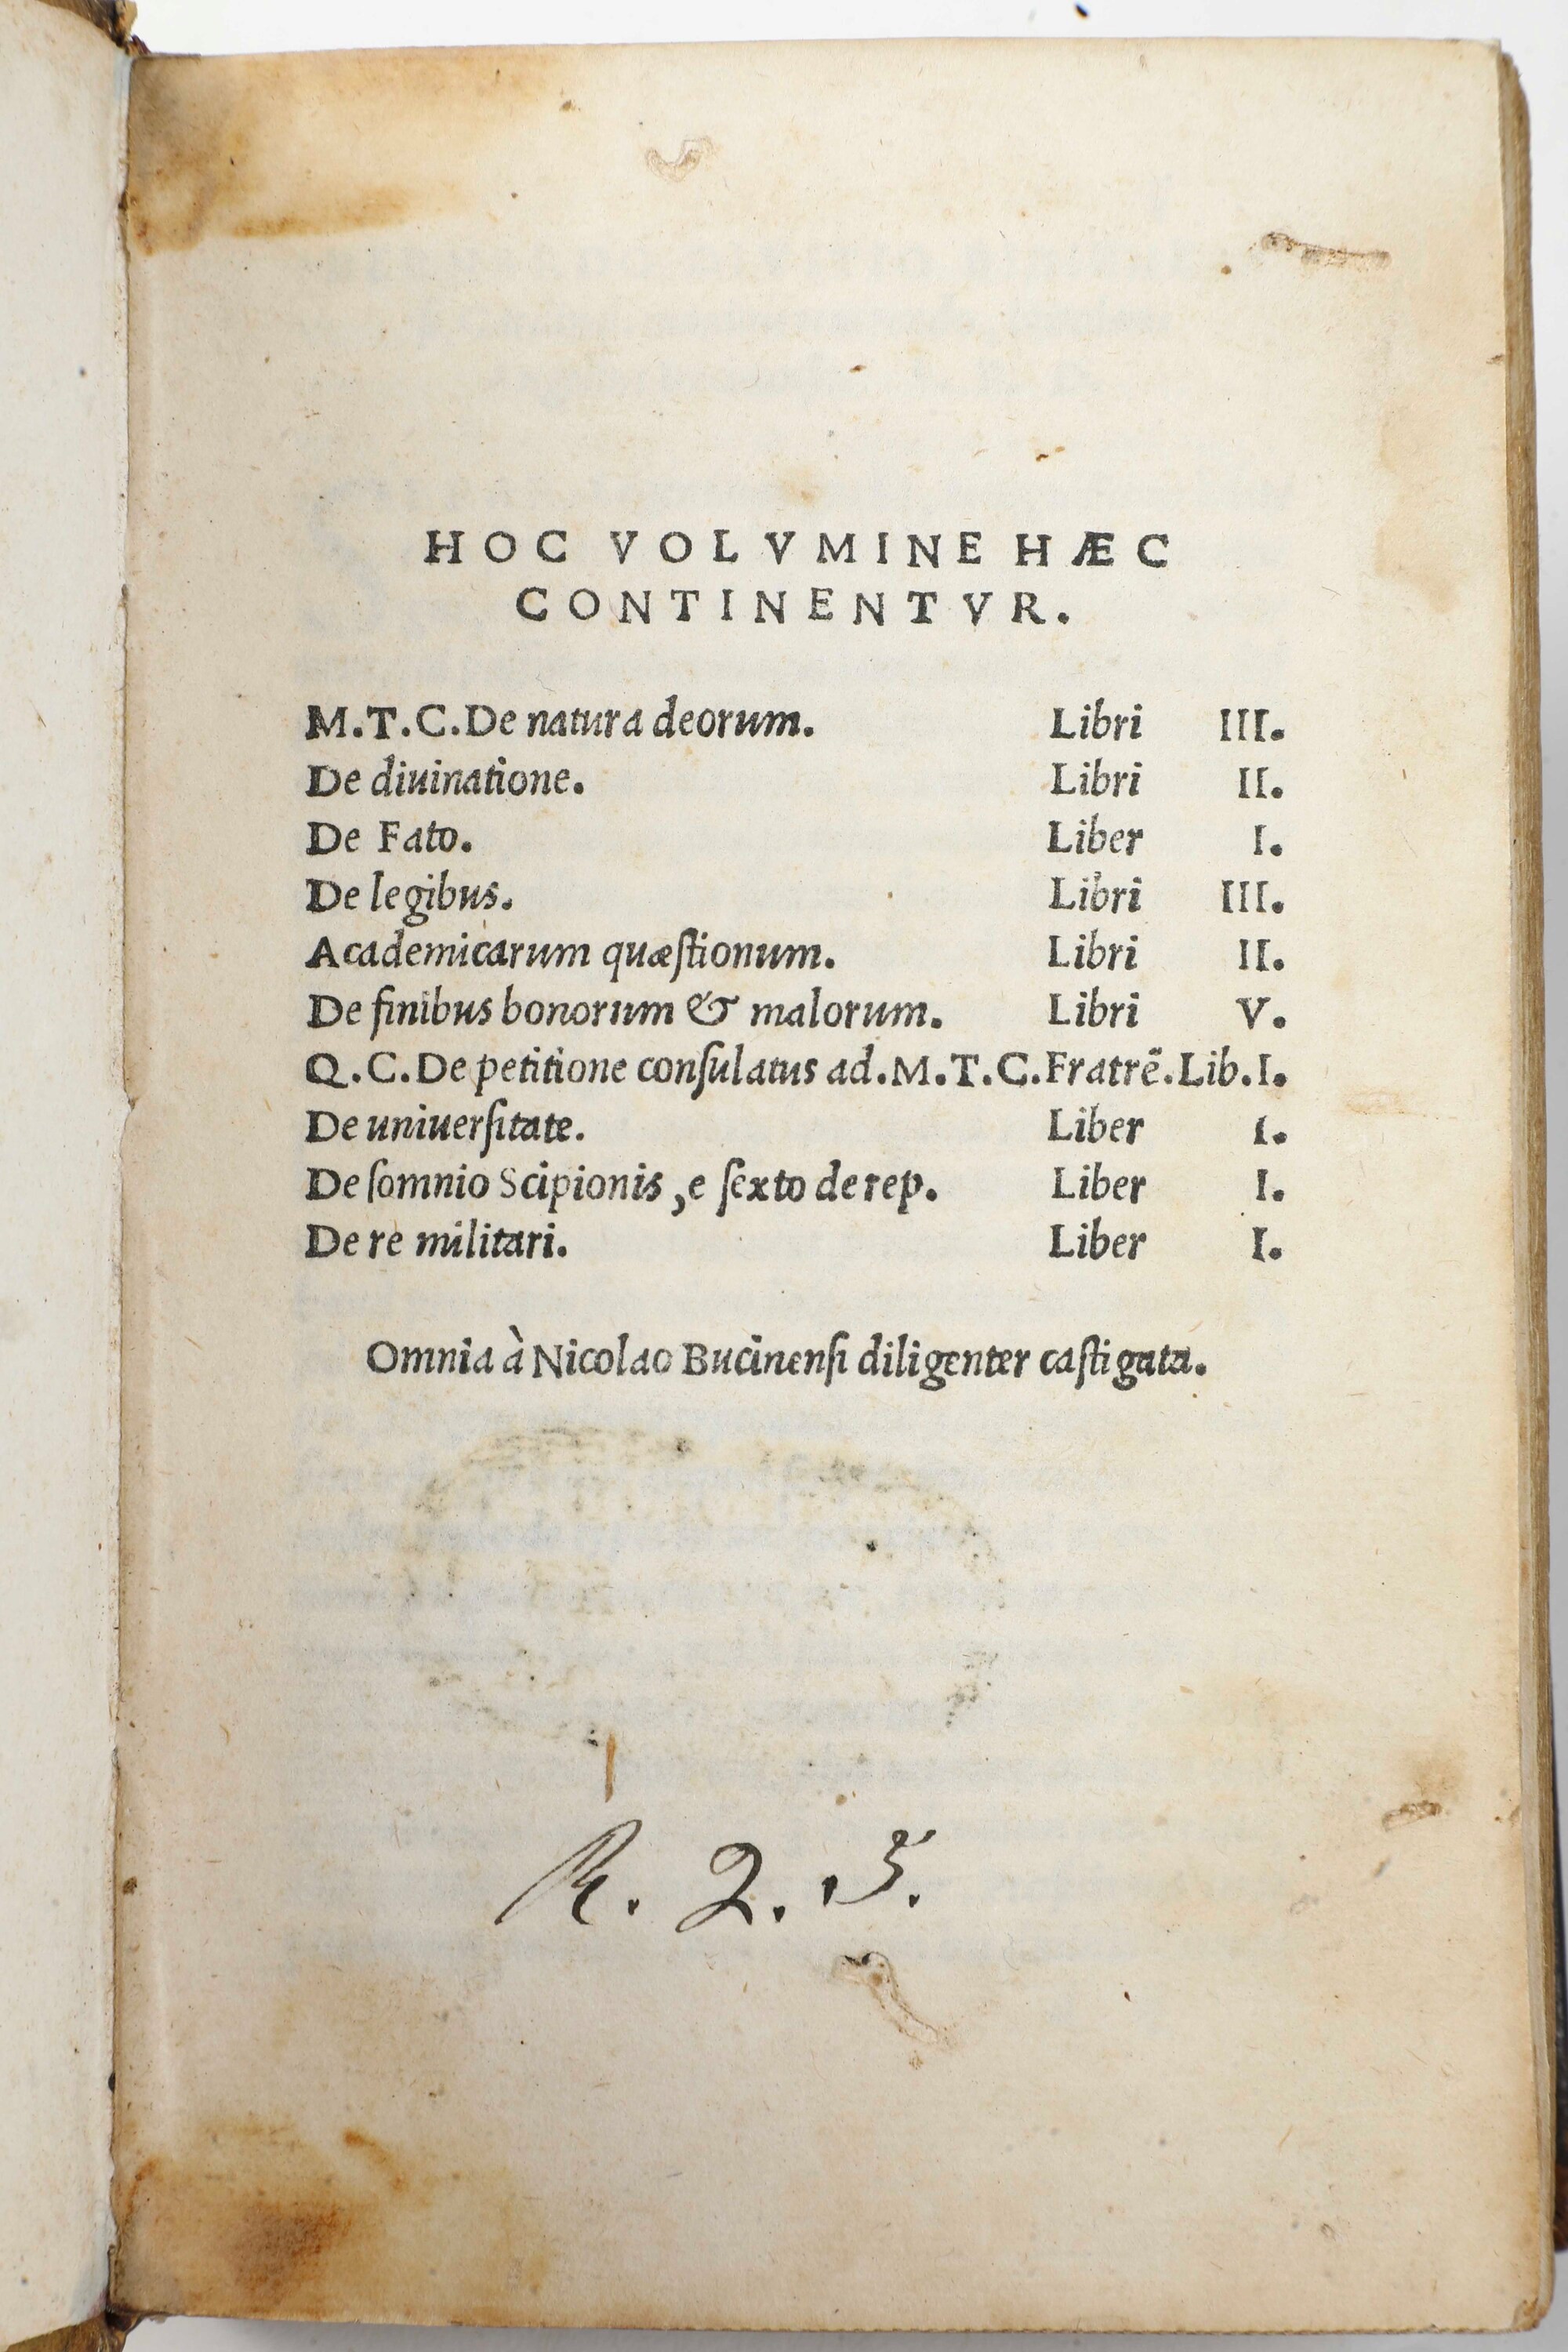 HOC VOLVMINE HÆC
CONTINENTVR.
M.T.C.De natura deorum. Libri III.
De diuinatione. Libri II.
De Fato. Liber I.
De legibus. Libri III.
Academicarum quæſtionum. Libri II.
De finibus bonorum & malorum. Libri V.
Q.C.De petitione conſulatus ad.M.T.C.Fratrẽ.Lib.I.
De uniuerſitate. Liber I.
De ſomnio Scipionis ,e ſexto de rep. Liber I.
De re militari. Liber I.
Omnia à Nicolao Bucinenſi diligenter caſtigata.
R. 2. 5.